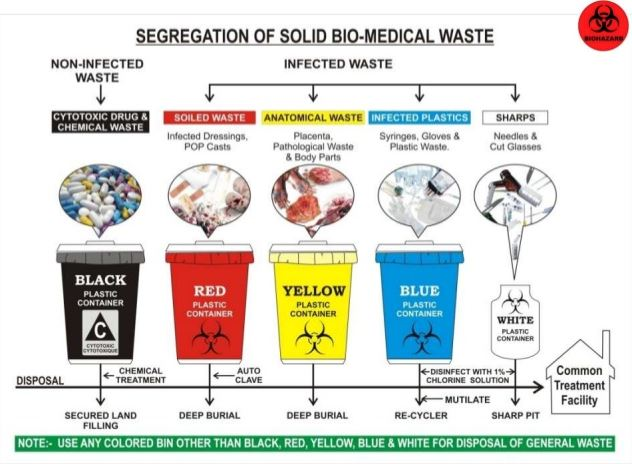 SEGREGATION OF SOLID BIO-MEDICAL WASTE
BIOHAZARD
NON-INFECTED
WASTE
INFECTED WASTE
CYTOTOXIC DRUG &
CHEMICAL WASTE
SOILED WASTE
Infected Dressings,
POP Casts
ANATOMICAL WASTE
Placenta,
Pathological Waste
& Body Parts
INFECTED PLASTICS
Syringes, Gloves &
Plastic Waste.
SHARPS
Needles &
Cut Glasses
BLACK
PLASTIC
CONTAINER
C
CYTOTOXIC
CYTOTOXIQUE
RED
PLASTIC
CONTAINER
YELLOW
PLASTIC
CONTAINER
BLUE
PLASTIC
CONTAINER
WHITE
PLASTIC
CONTAINER
DISPOSAL
CHEMICAL
TREATMENT
AUTO
CLAVE
DISINFECT WITH 1%
CHLORINE SOLUTION
MUTILATE
Common
Treatment
Facility
SECURED LAND
FILLING
DEEP BURIAL
DEEP BURIAL
RE-CYCLER
SHARP PIT
NOTE:- USE ANY COLORED BIN OTHER THAN BLACK, RED, YELLOW, BLUE & WHITE FOR DISPOSAL OF GENERAL WASTE